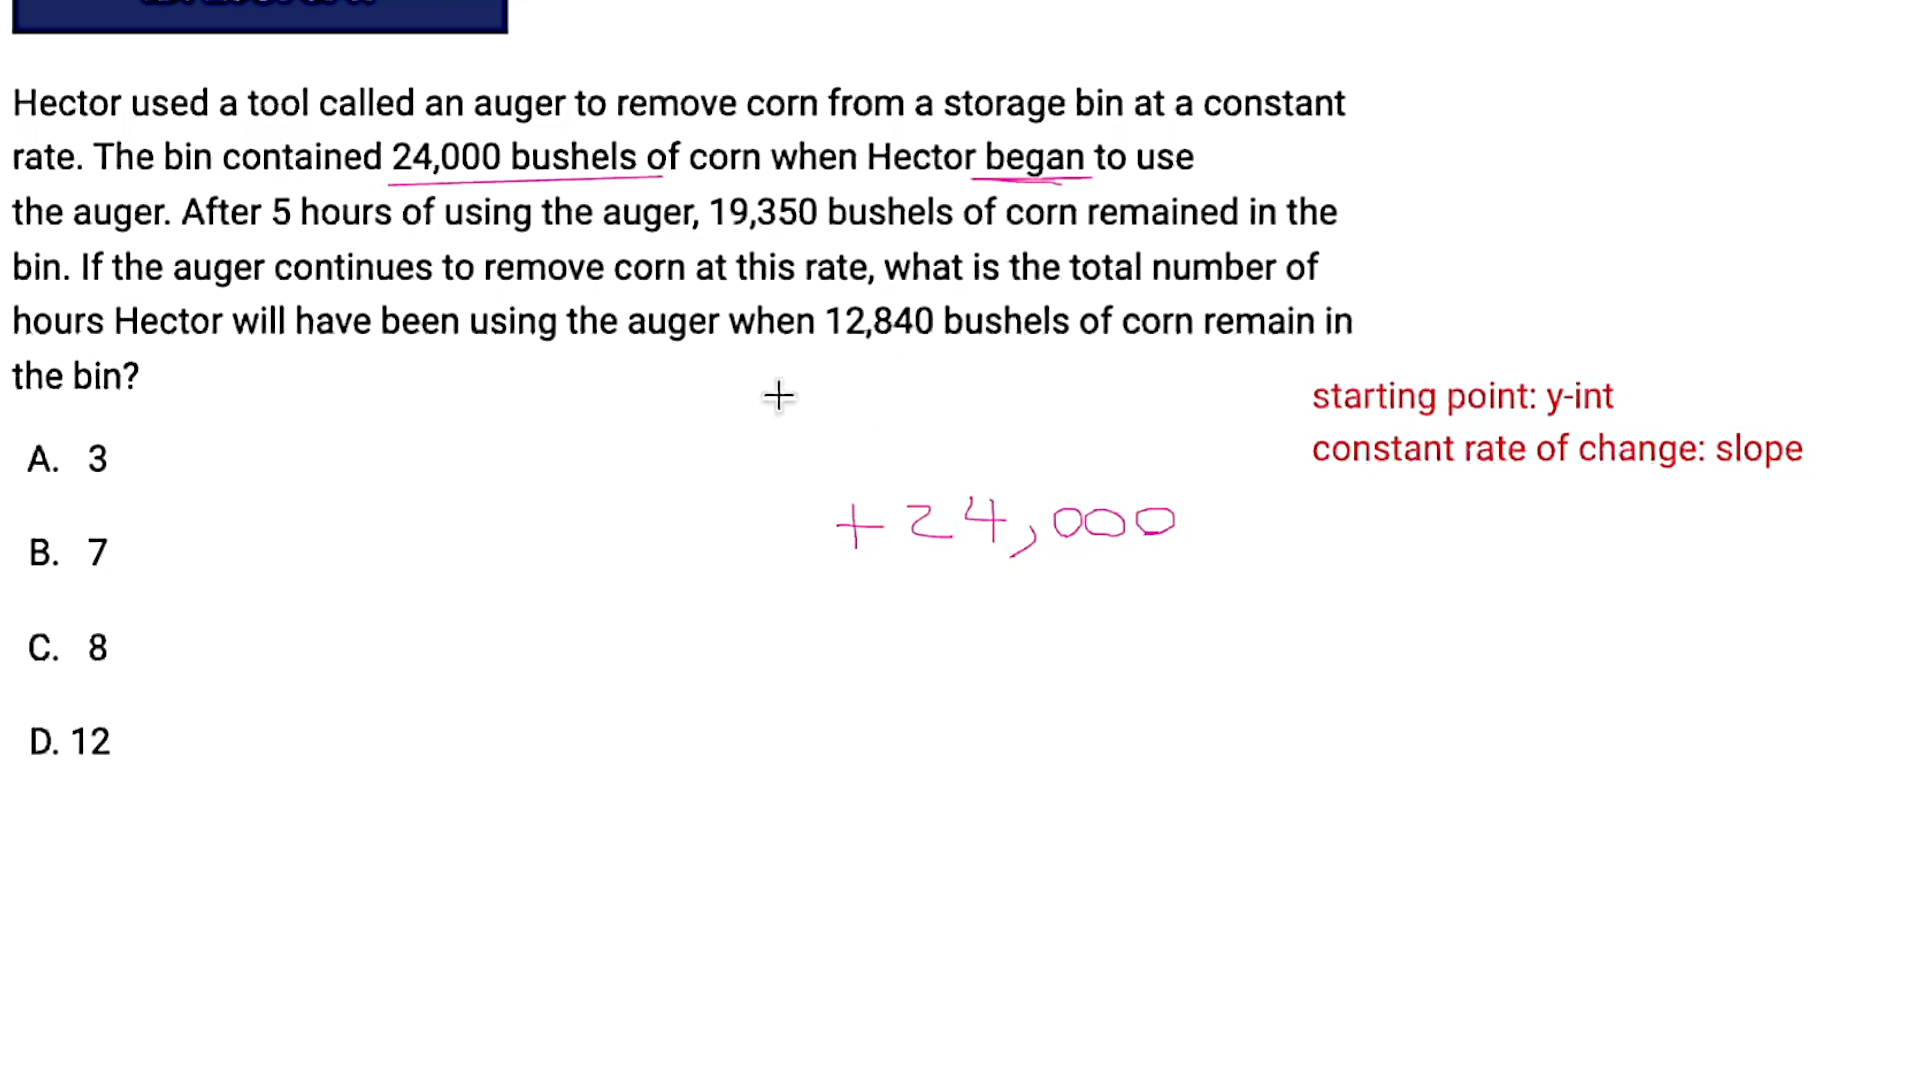 Hector used a tool called an auger to remove corn from a storage bin at a constant
rate. The bin contained 24,000 bushels of corn when Hector began to use
the auger. After 5 hours of using the auger, 19,350 bushels of corn remained in the
bin. If the auger continues to remove corn at this rate, what is the total number of
hours Hector will have been using the auger when 12,840 bushels of corn remain in
the bin?
starting point: y-int
constant rate of change: slope
A. 3
+24,000
B. 7
C. 8
D. 12